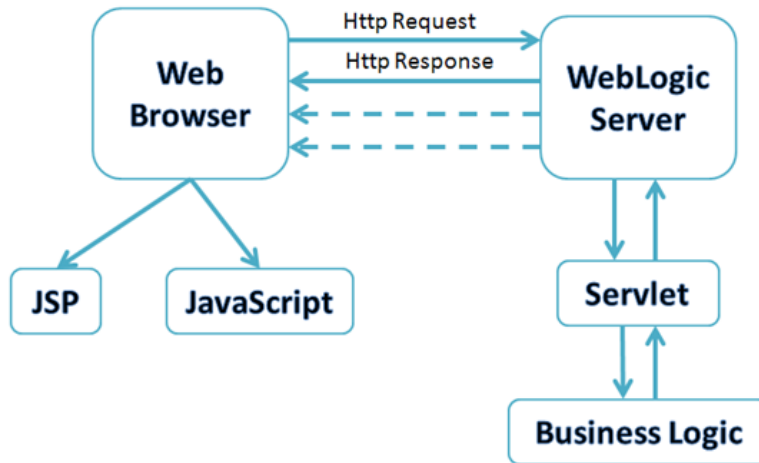 Http Request
Http Response
Web
Browser
WebLogic
Server
JSP
JavaScript
Servlet
Business Logic